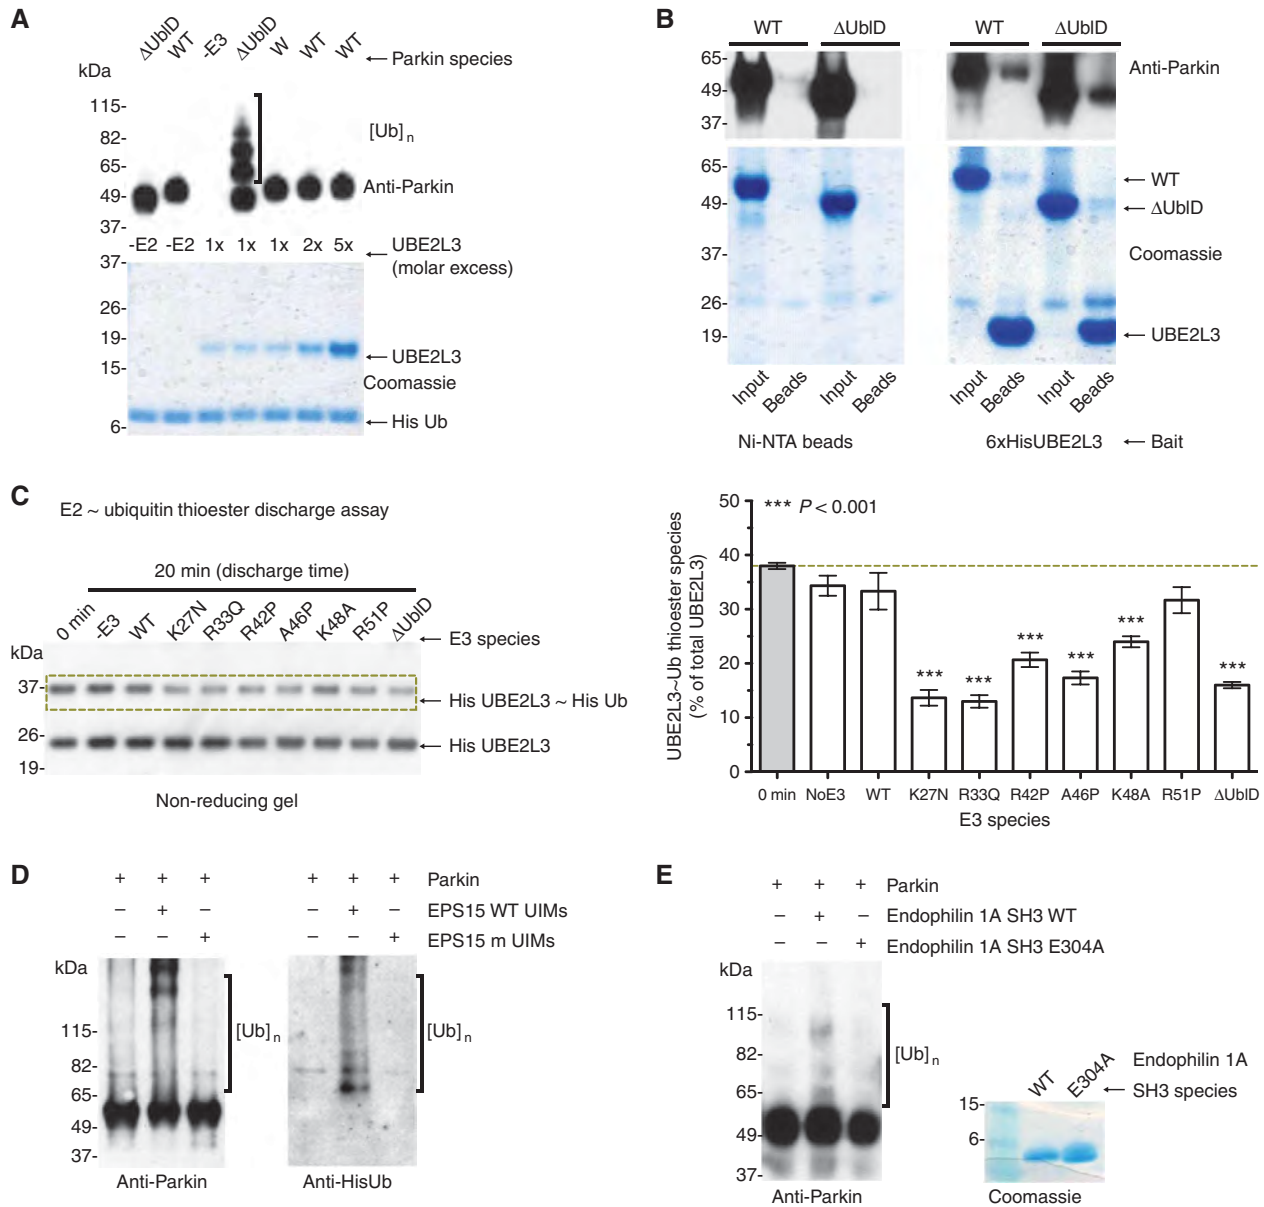 A
ΔUblD WT -E3 ΔUblD W WT WT ← Parkin species
kDa
115-
82-
65-
49-
37-
[Ub]n
Anti-Parkin
-E2 -E2 1x 1x 1x 2x 5x ← UBE2L3 (molar excess)
37-
26-
19-
15-
6-
← UBE2L3
Coomassie
← His Ub
B
WT ΔUblD WT ΔUblD
65-
49-
37-
Anti-Parkin
65-
49-
37-
26-
19-
← WT
← ΔUblD
Coomassie
← UBE2L3
Input Beads Input Beads Input Beads Input Beads
Ni-NTA beads 6xHisUBE2L3 ← Bait
C
E2 ~ ubiquitin thioester discharge assay
20 min (discharge time)
0 min -E3 WT K27N R33Q R42P A46P K48A R51P ΔUblD
← E3 species
kDa
37-
26-
19-
← His UBE2L3 ~ His Ub
← His UBE2L3
Non-reducing gel
UBE2L3~Ub thioester species
(% of total UBE2L3)
50
40
30
20
10
0
*** P < 0.001
*** *** *** *** *** ***
0 min NoE3 WT K27N R33Q R42P A46P K48A R51P ΔUblD
E3 species
D
+ + + + + + Parkin
– + – – + – EPS15 WT UIMs
– – + – – + EPS15 m UIMs
kDa
115-
82-
65-
49-
37-
[Ub]n [Ub]n
Anti-Parkin Anti-HisUb
E
+ + + Parkin
– + – Endophilin 1A SH3 WT
– – + Endophilin 1A SH3 E304A
kDa
115-
82-
65-
49-
37-
[Ub]n
Anti-Parkin
WT E304A
Endophilin 1A
← SH3 species
15-
6-
Coomassie